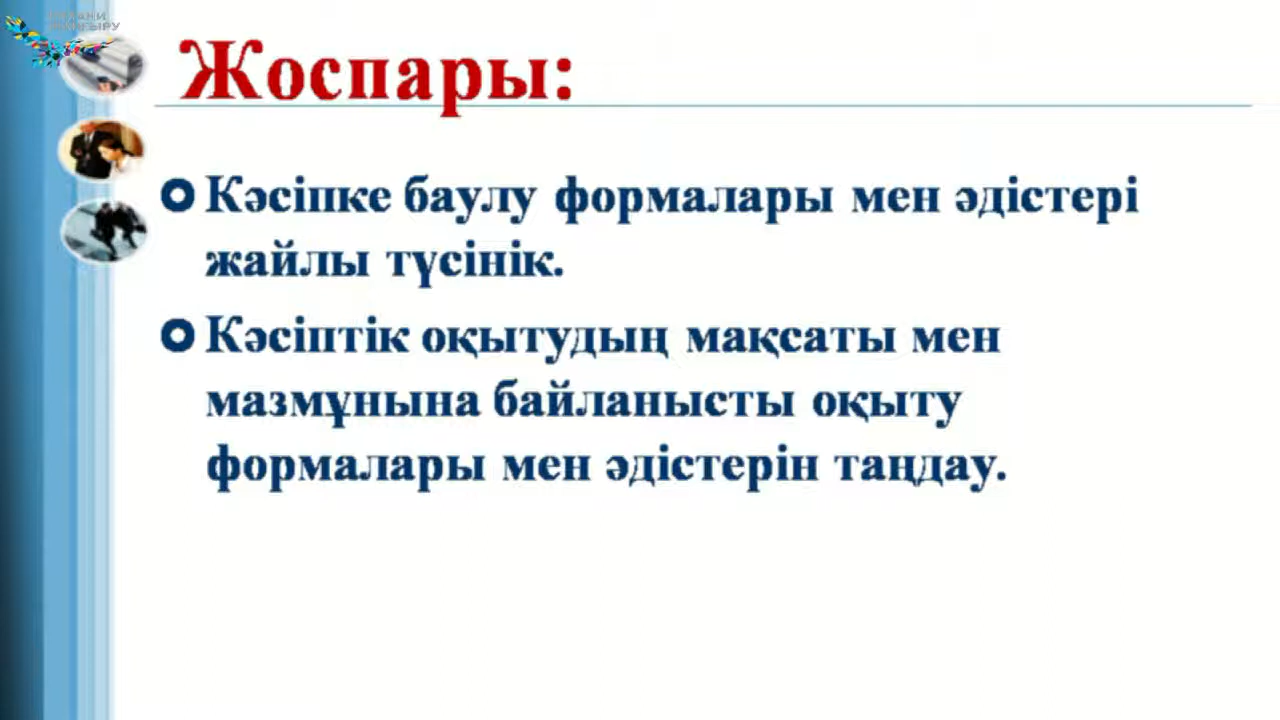 Жоспары:
Кәсіпке баулу формалары мен әдістері
жайлы түсінік.
Кәсіптік оқытудың мақсаты мен
мазмұнына байланысты оқыту
формалары мен әдістерін таңдау.